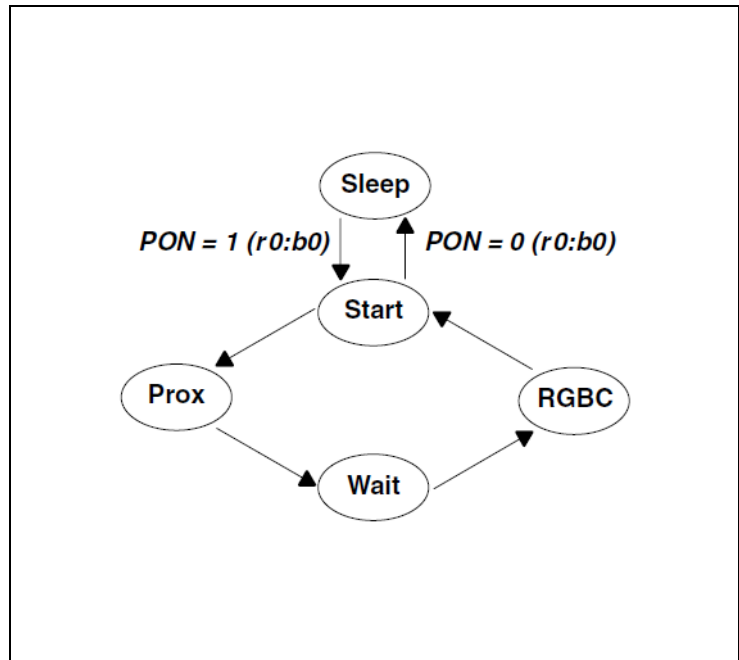 Sleep
PON = 1 (r0:b0)
PON = 0 (r0:b0)
Start
Prox
RGBC
Wait